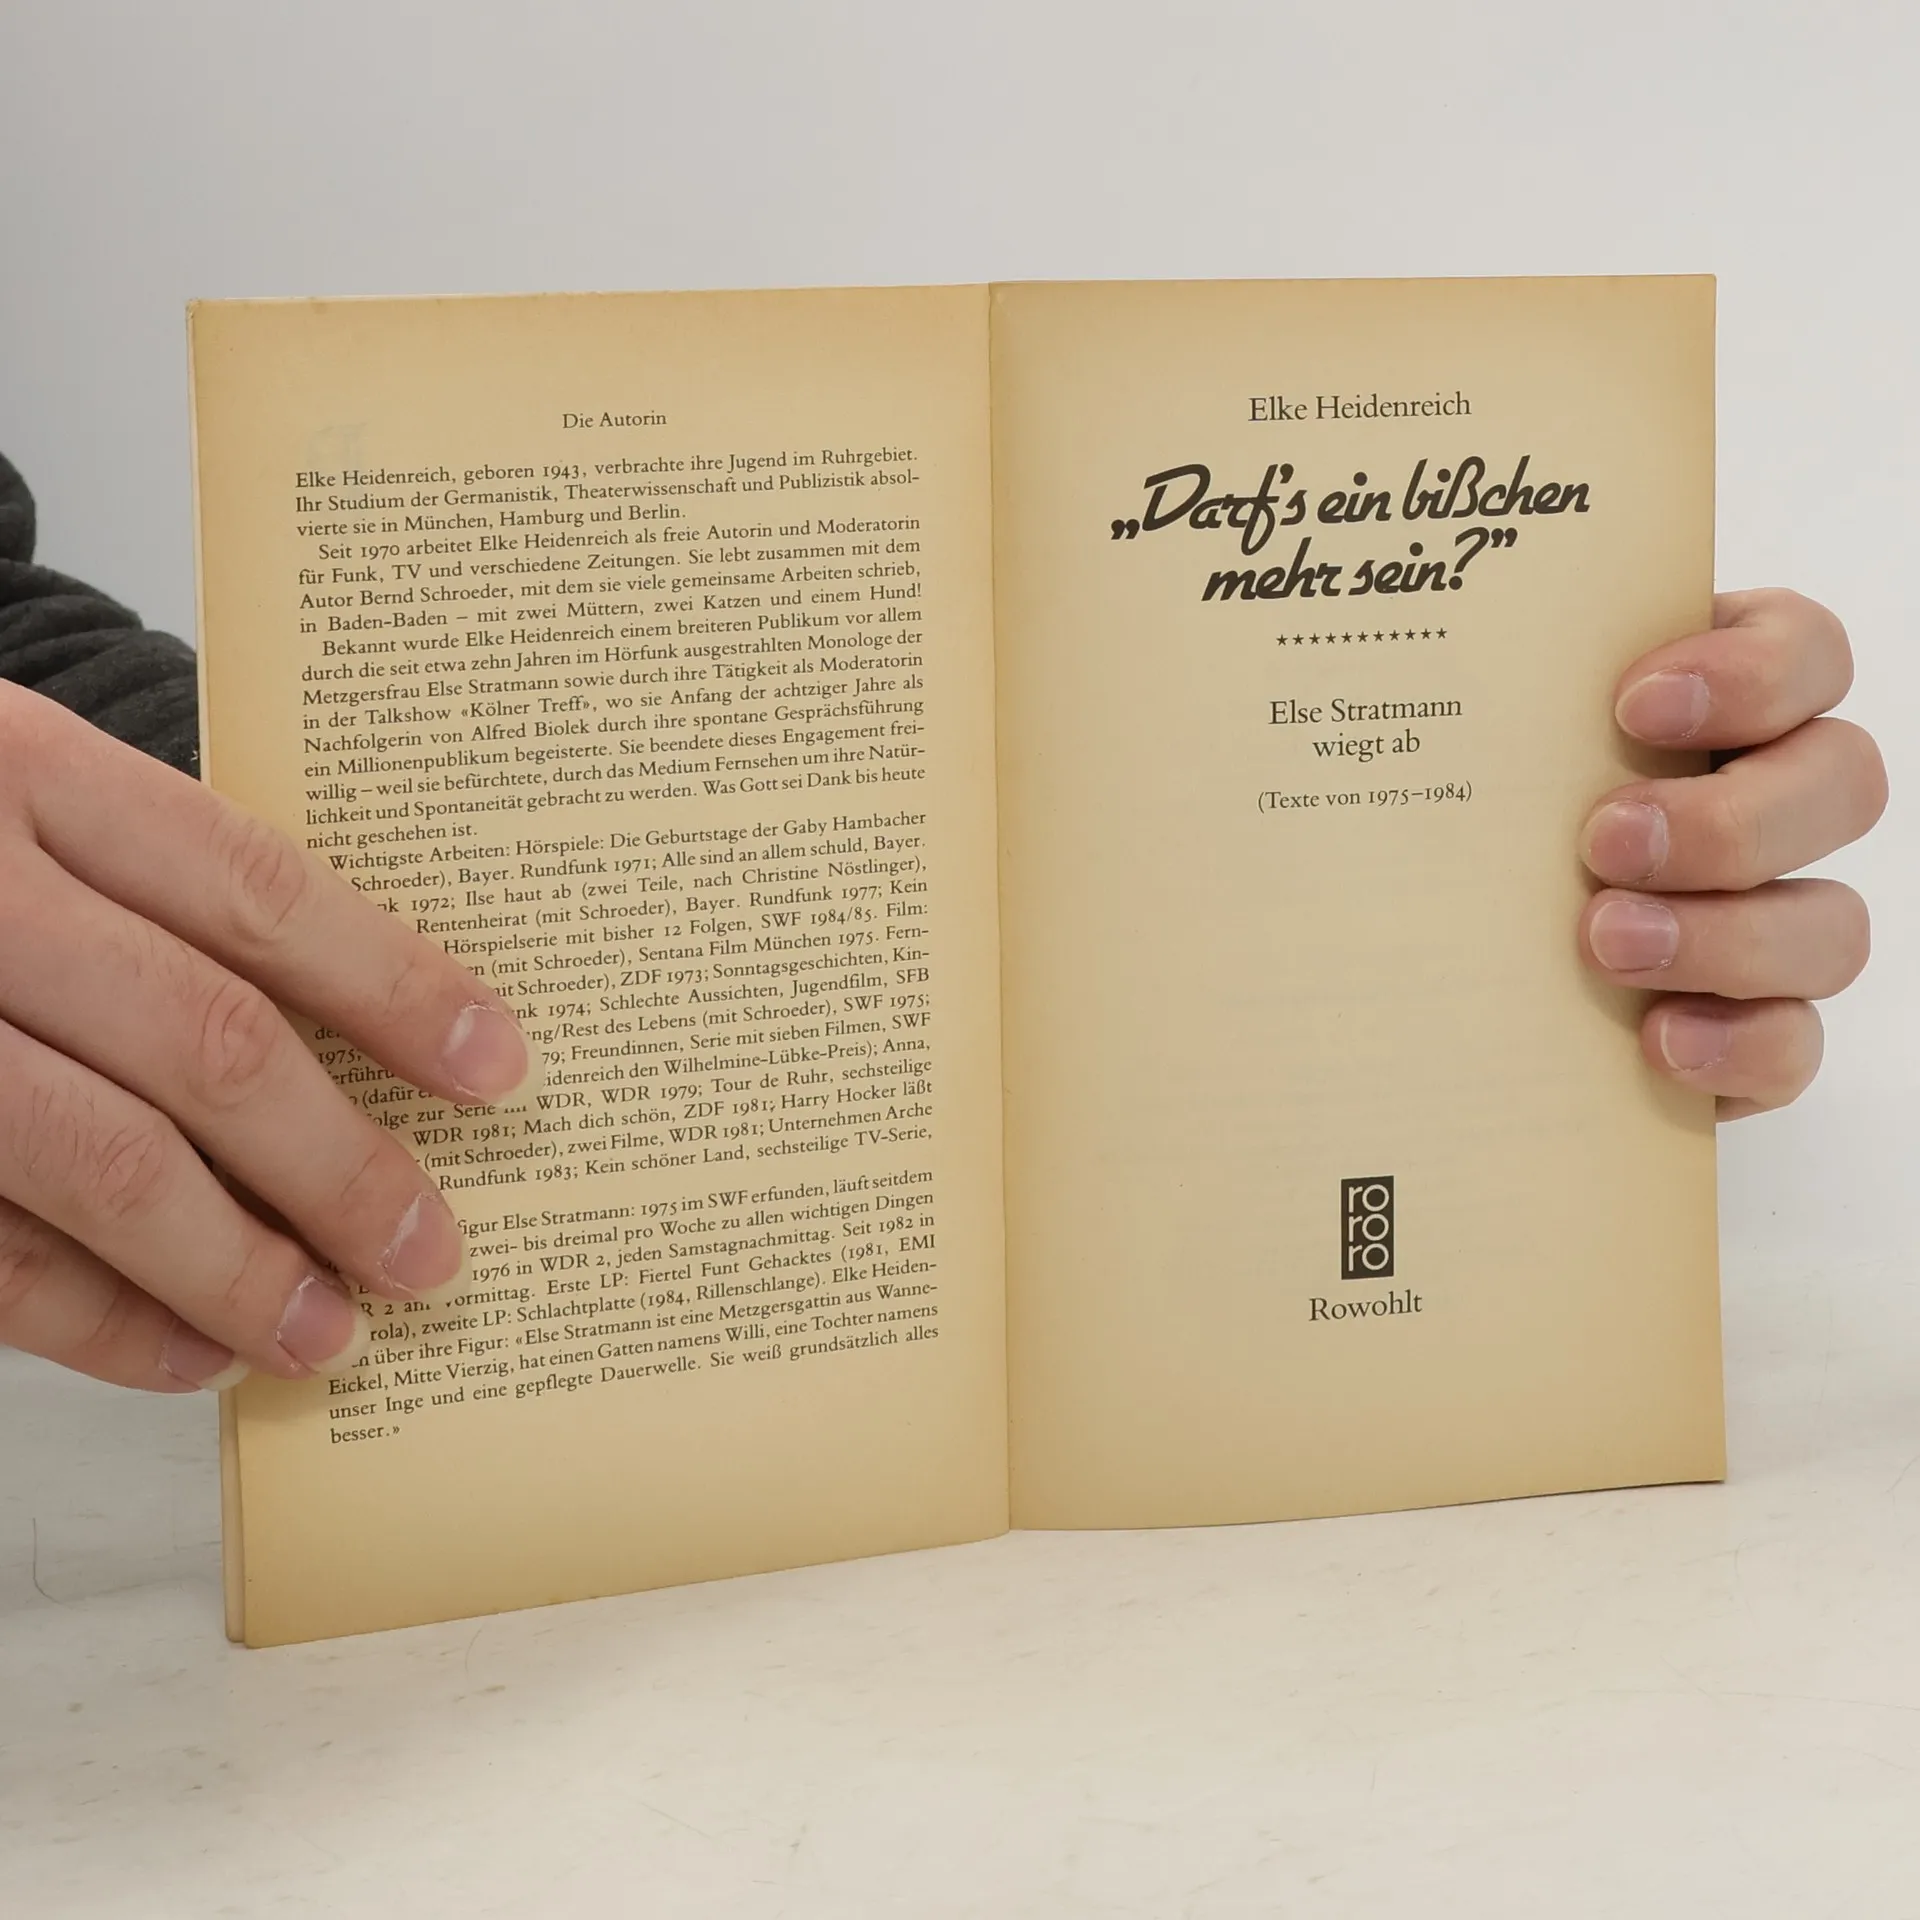 Die Autorin
Elke Heidenreich, geboren 1943, verbrachte ihre Jugend im Ruhrgebiet.
Ihr Studium der Germanistik, Theaterwissenschaft und Publizistik absol-
vierte sie in München, Hamburg und Berlin.
Seit 1970 arbeitet Elke Heidenreich als freie Autorin und Moderatorin
für Funk, TV und verschiedene Zeitungen. Sie lebt zusammen mit dem
Autor Bernd Schroeder, mit dem sie viele gemeinsame Arbeiten schrieb,
in Baden-Baden – mit zwei Müttern, zwei Katzen und einem Hund!
Bekannt wurde Elke Heidenreich einem breiteren Publikum vor allem
durch die seit etwa zehn Jahren im Hörfunk ausgestrahlten Monologe der
Metzgersfrau Else Stratmann sowie durch ihre Tätigkeit als Moderatorin
in der Talkshow «Kölner Treff», wo sie Anfang der achtziger Jahre als
Nachfolgerin von Alfred Biolek durch ihre spontane Gesprächsführung
ein Millionenpublikum begeisterte. Sie beendete dieses Engagement frei-
willig – weil sie befürchtete, durch das Medium Fernsehen um ihre Natür-
lichkeit und Spontaneität gebracht zu werden. Was Gott sei Dank bis heute
nicht geschehen ist.
Wichtigste Arbeiten: Hörspiele: Die Geburtstage der Gaby Hambacher
Schroeder), Bayer. Rundfunk 1971; Alle sind an allem schuld, Bayer.
1972; Ilse haut ab (zwei Teile, nach Christine Nöstlinger),
Rentenheirat (mit Schroeder), Bayer. Rundfunk 1977; Kein
Hörspielserie mit bisher 12 Folgen, SWF 1984/85. Film:
(mit Schroeder), Sentana Film München 1975. Fern-
Schroeder), ZDF 1973; Sonntagsgeschichten, Kin-
1974; Schlechte Aussichten, Jugendfilm, SFB
1975, /Rest des Lebens (mit Schroeder), SWF 1975;
79; Freundinnen, Serie mit sieben Filmen, SWF
(dafür den Wilhelmine-Lübke-Preis); Anna,
zur Serie WDR, WDR 1979; Tour de Ruhr, sechsteilige
WDR 1981; Mach dich schön, ZDF 1981; Harry Hocker läßt
(mit Schroeder), zwei Filme, WDR 1981; Unternehmen Arche
Rundfunk 1983; Kein schöner Land, sechsteilige TV-Serie,
Else Stratmann: 1975 im SWF erfunden, läuft seitdem
zwei- bis dreimal pro Woche zu allen wichtigen Dingen
1976 in WDR 2, jeden Samstagnachmittag. Seit 1982 in
2 am Vormittag. Erste LP: Fiertel Funt Gehacktes (1981, EMI
zweite LP: Schlachtplatte (1984, Rillenschlange). Elke Heiden-
über ihre Figur: «Else Stratmann ist eine Metzgersgattin aus Wanne-
Eickel, Mitte Vierzig, hat einen Gatten namens Willi, eine Tochter namens
unser Inge und eine gepflegte Dauerwelle. Sie weiß grundsätzlich alles
besser.»
Elke Heidenreich
„Darf's ein bißchen
mehr sein?”
★★★★★★★★★★★
Else Stratmann
wiegt ab
(Texte von 1975–1984)
ro
ro
ro
Rowohlt